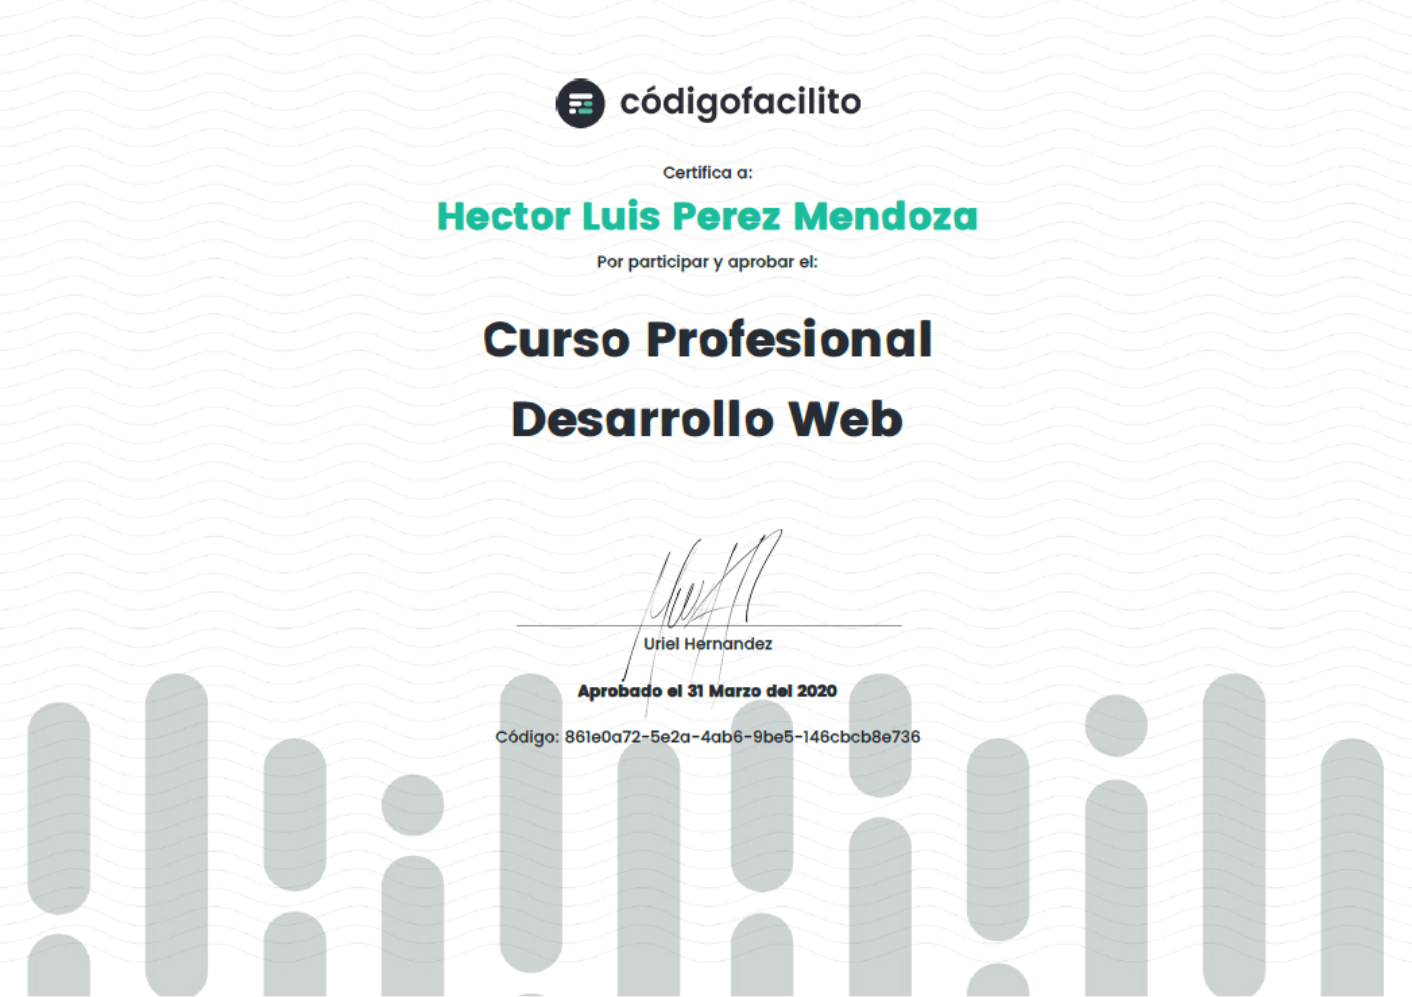 códigofacilito
Certifica a:
Hector Luis Perez Mendoza
Por participar y aprobar el:
Curso Profesional
Desarrollo Web
Uriel Hernandez
Aprobado el 31 Marzo del 2020
Código: 861e0a72-5e2a-4ab6-9be5-146cbcb8e736